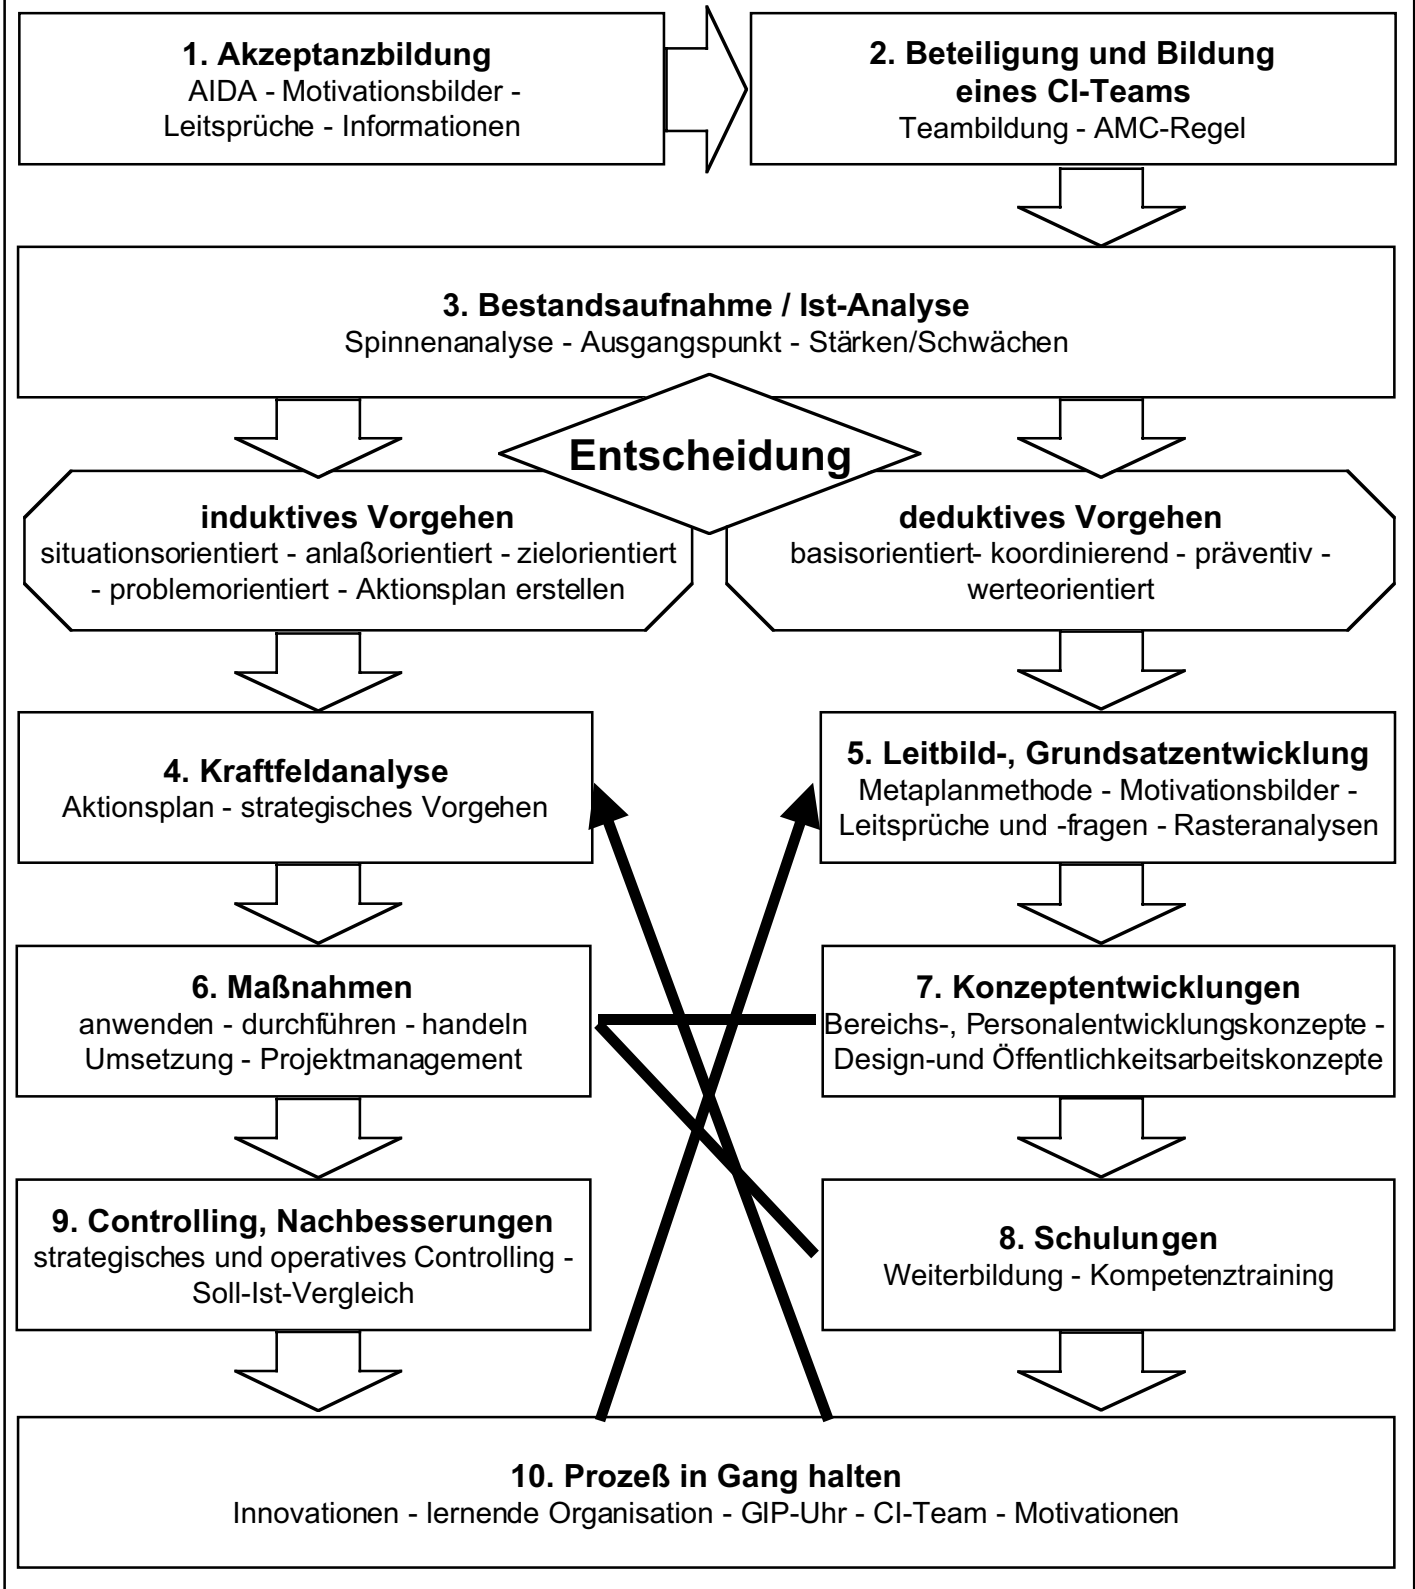 1. Akzeptanzbildung
AIDA - Motivationsbilder -
Leitsprüche - Informationen
2. Beteiligung und Bildung
eines CI-Teams
Teambildung - AMC-Regel
3. Bestandsaufnahme / Ist-Analyse
Spinnenanalyse - Ausgangspunkt - Stärken/Schwächen
Entscheidung
induktives Vorgehen
situationsorientiert - anlaßorientiert - zielorientiert
- problemorientiert - Aktionsplan erstellen
deduktives Vorgehen
basisorientiert- koordinierend - präventiv -
werteorientiert
4. Kraftfeldanalyse
Aktionsplan - strategisches Vorgehen
5. Leitbild-, Grundsatzentwicklung
Metaplanmethode - Motivationsbilder -
Leitsprüche und -fragen - Rasteranalysen
6. Maßnahmen
anwenden - durchführen - handeln
Umsetzung - Projektmanagement
7. Konzeptentwicklungen
Bereichs-, Personalentwicklungskonzepte -
Design-und Öffentlichkeitsarbeitskonzepte
9. Controlling, Nachbesserungen
strategisches und operatives Controlling -
Soll-Ist-Vergleich
8. Schulungen
Weiterbildung - Kompetenztraining
10. Prozeß in Gang halten
Innovationen - lernende Organisation - GIP-Uhr - CI-Team - Motivationen